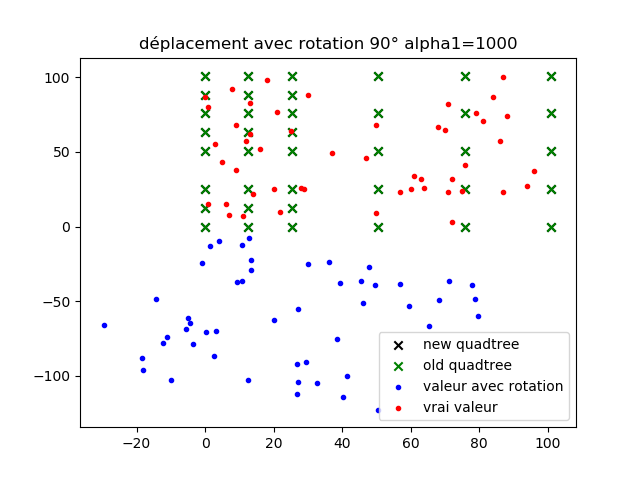 déplacement avec rotation 90° alpha1=1000
100
50
0
−50
−100
new quadtree
old quadtree
valeur avec rotation
vrai valeur
−20 0 20 40 60 80 100